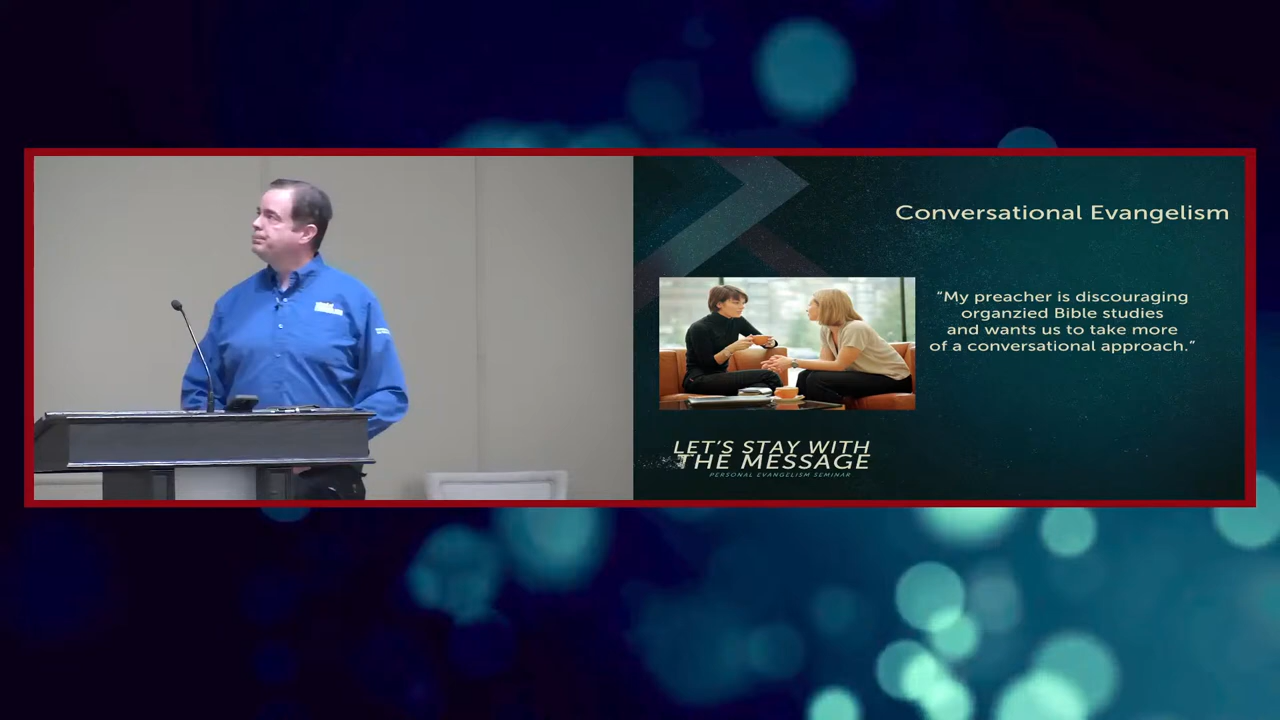 Conversational Evangelism
“My preacher is discouraging
organzied Bible studies
and wants us to take more
of a conversational approach.”
LET'S STAY WITH
THE MESSAGE
PERSONAL EVANGELISM SEMINAR